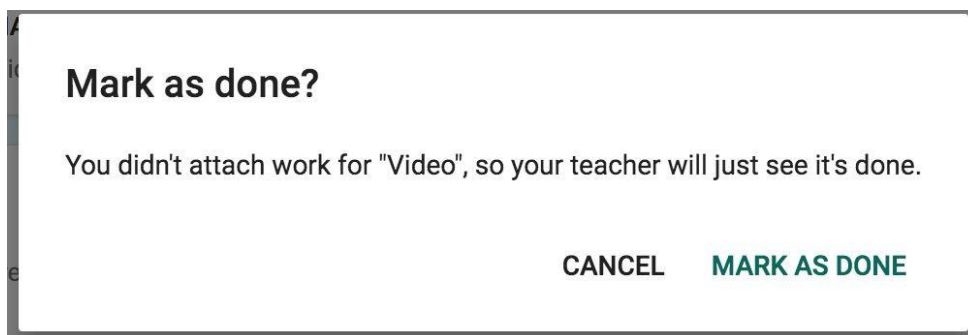 Mark as done?
You didn't attach work for "Video", so your teacher will just see it's done.
CANCEL MARK AS DONE